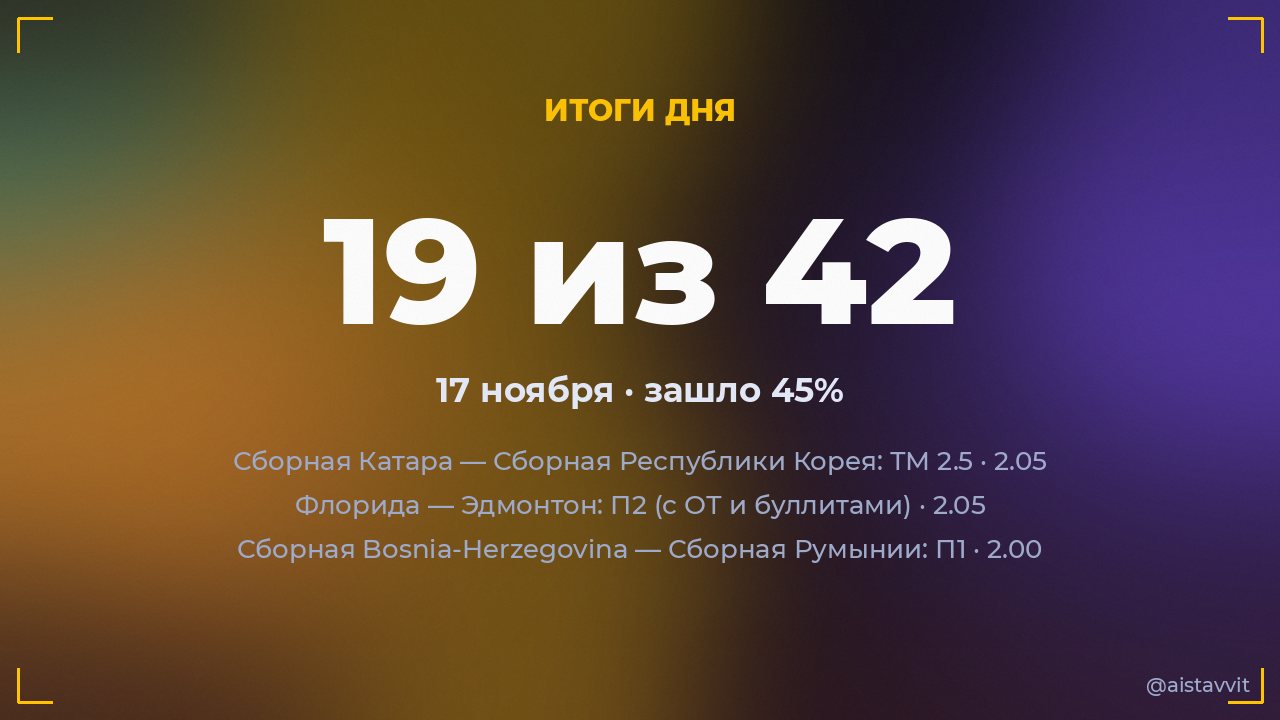 ИТОГИ ДНЯ
19 из 42
17 ноября · зашло 45%
Сборная Катара — Сборная Республики Корея: ТМ 2.5 · 2.05
Флорида — Эдмонтон: П2 (с ОТ и буллитами) · 2.05
Сборная Bosnia-Herzegovina — Сборная Румынии: П1 · 2.00
@aistavvit